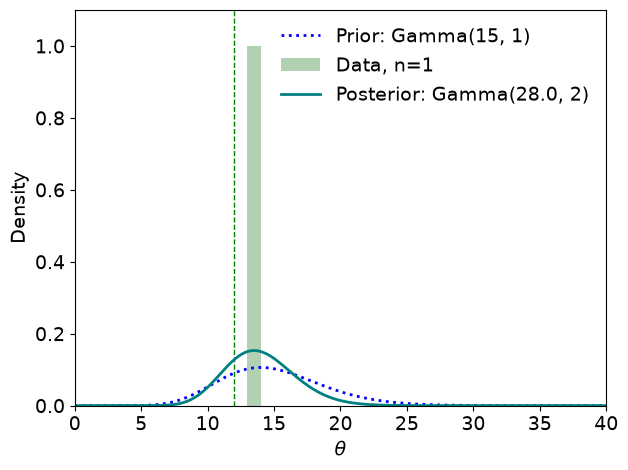 1.0
0.8
0.6
0.4
0.2
0.0
Density
Prior: Gamma(15, 1)
Data, n=1
Posterior: Gamma(28.0, 2)
0 5 10 15 20 25 30 35 40
θ